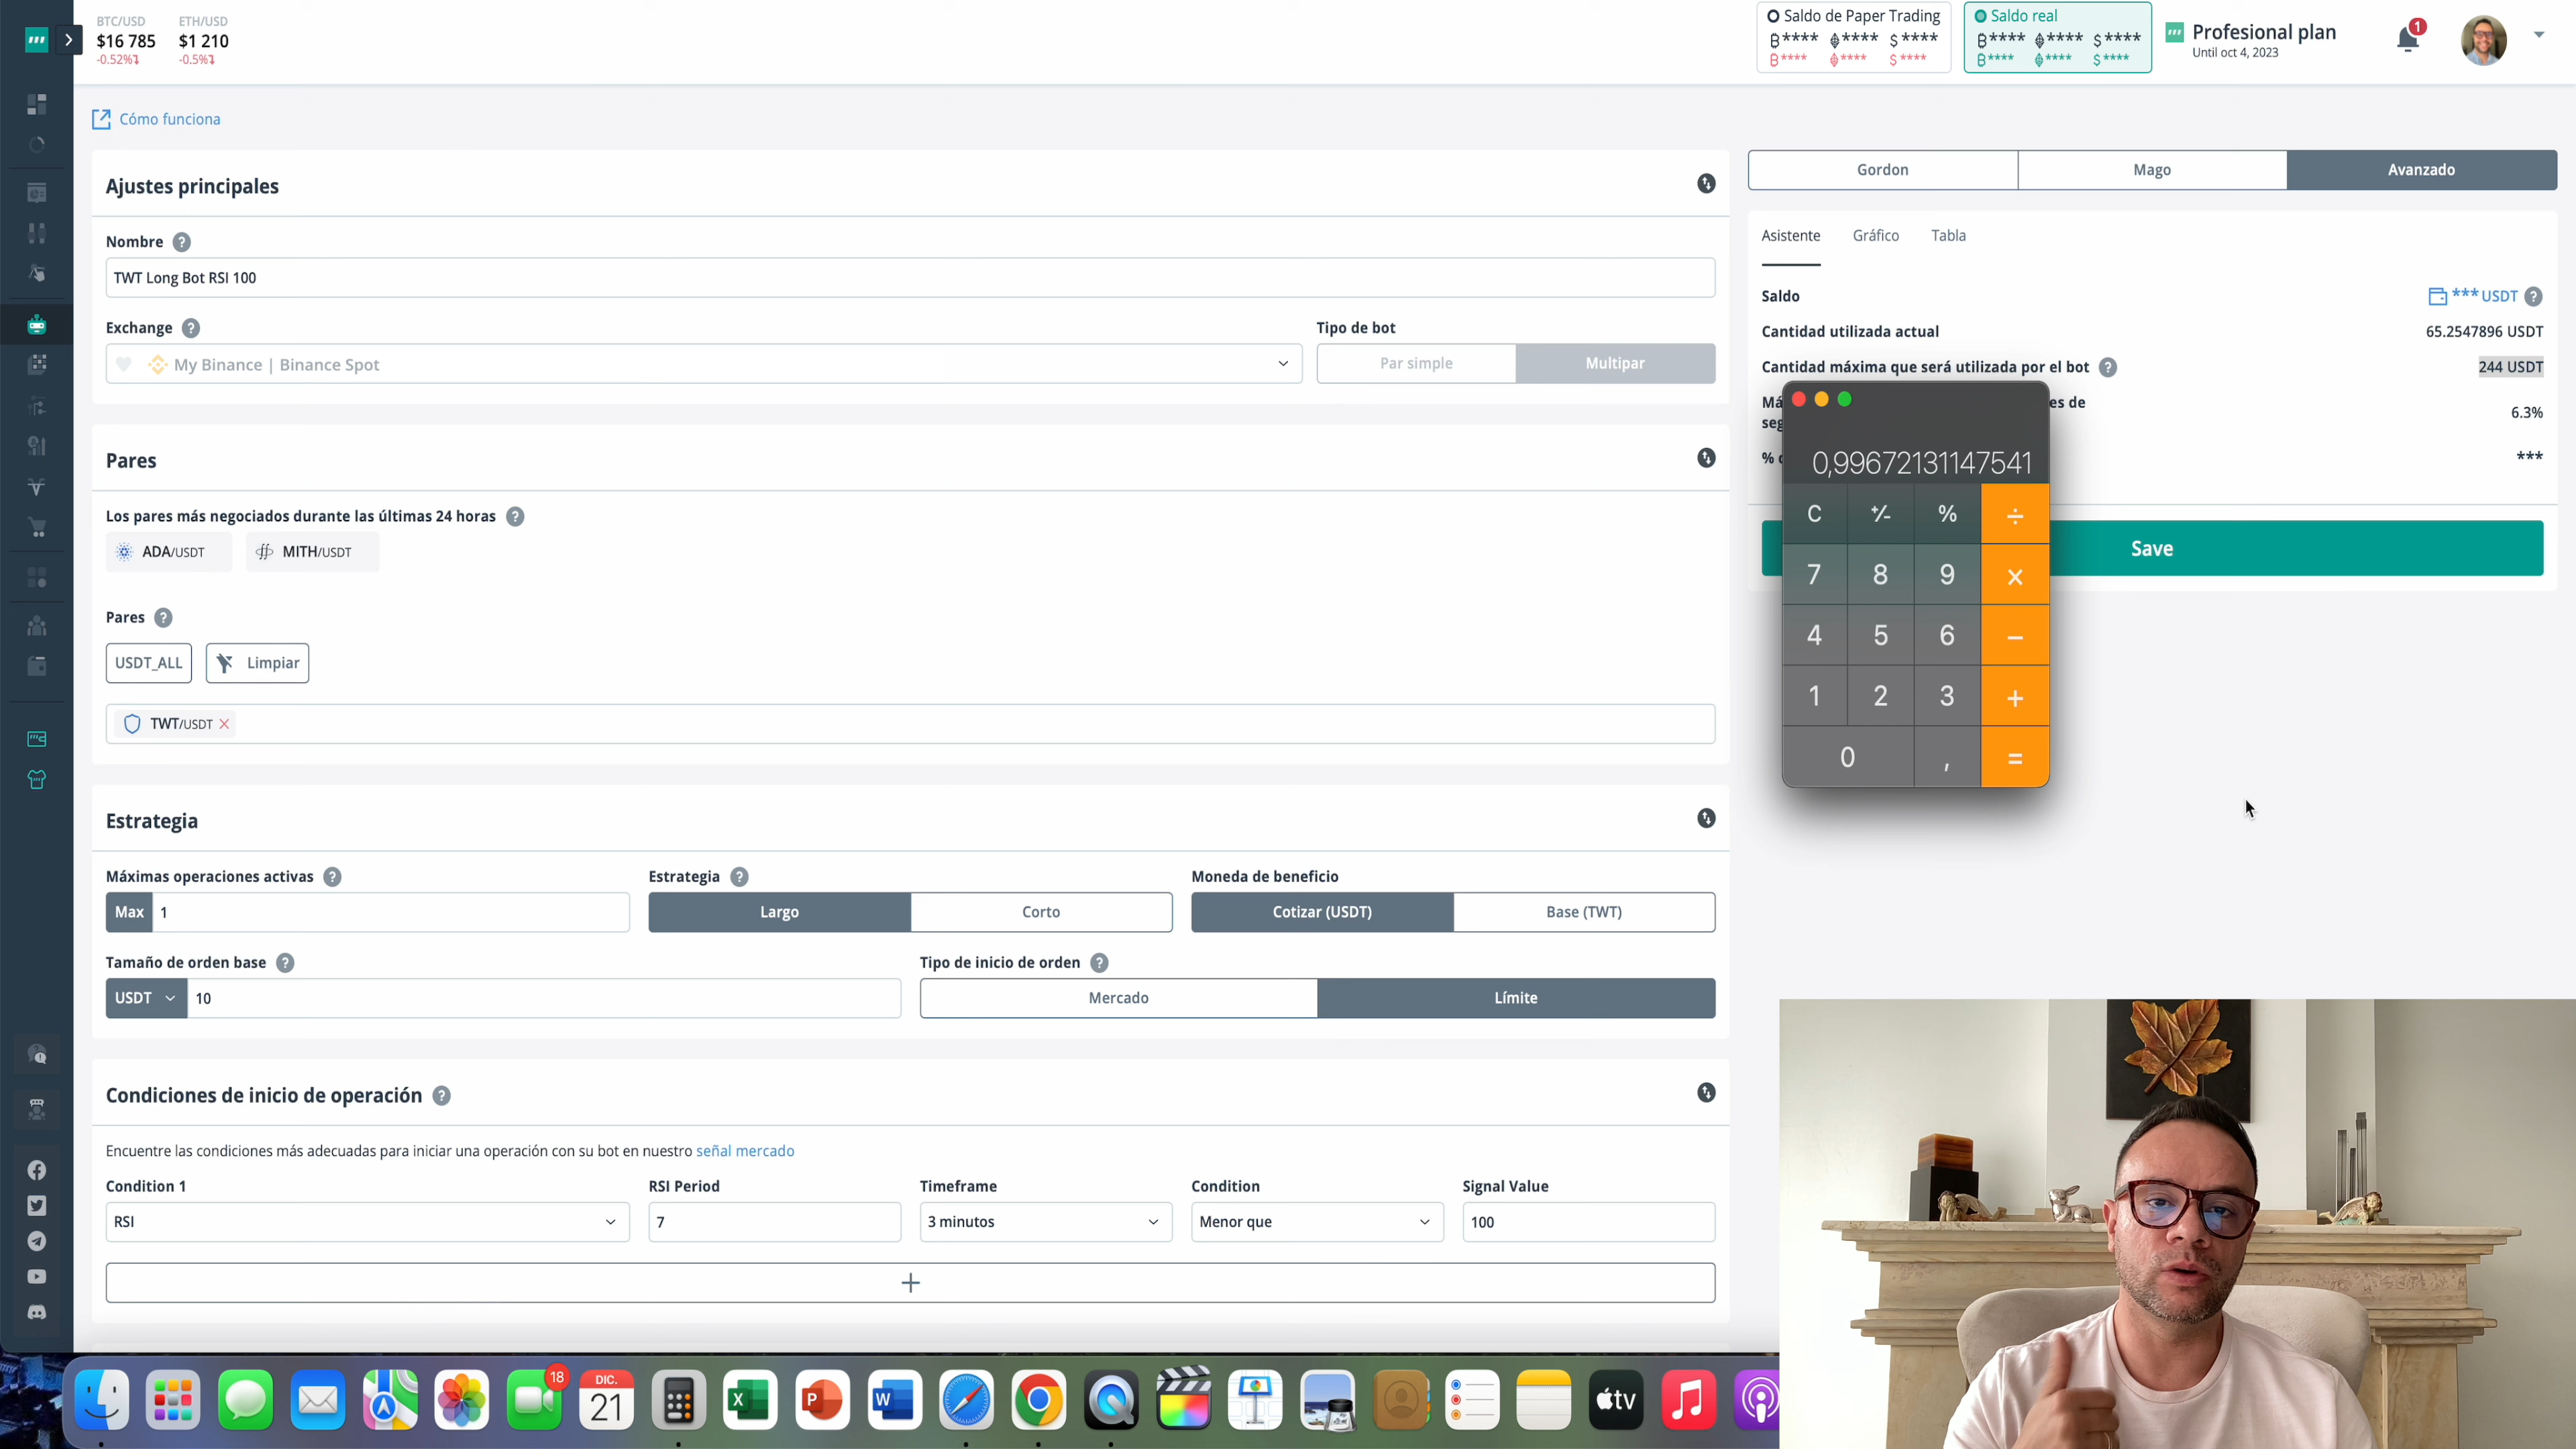 BTC/USD
$16 785
-0.52%
ETH/USD
$1 210
-0.5%
Saldo de Paper Trading
**** **** $****
**** **** $****
Saldo real
**** **** $****
**** **** $****
Profesional plan
Until oct 4, 2023
1
Cómo funciona
Ajustes principales
Nombre ?
TWT Long Bot RSI 100
Exchange ?
My Binance | Binance Spot
Tipo de bot
Par simple
Multipar
Pares
Los pares más negociados durante las últimas 24 horas ?
ADA/USDT
MITH/USDT
Pares ?
USDT_ALL
Limpiar
TWT/USDT
Estrategia
Máximas operaciones activas ?
Max 1
Estrategia ?
Largo
Corto
Moneda de beneficio
Cotizar (USDT)
Base (TWT)
Tamaño de orden base ?
USDT 10
Tipo de inicio de orden ?
Mercado
Límite
Condiciones de inicio de operación ?
Encuentre las condiciones más adecuadas para iniciar una operación con su bot en nuestro señal mercado
Condition 1
RSI
RSI Period
7
Timeframe
3 minutos
Condition
Menor que
Signal Value
100
+
Gordon
Mago
Avanzado
Asistente
Gráfico
Tabla
Saldo
*** USDT ?
Cantidad utilizada actual
65.2547896 USDT
Cantidad máxima que será utilizada por el bot ?
244 USDT
Má
es de
seg
6.3%
% 
***
Save
0,99672131147541
C +/- % ÷
7 8 9 ×
4 5 6 −
1 2 3 +
0 , =
18
DIC.
21
X
P
W
tv